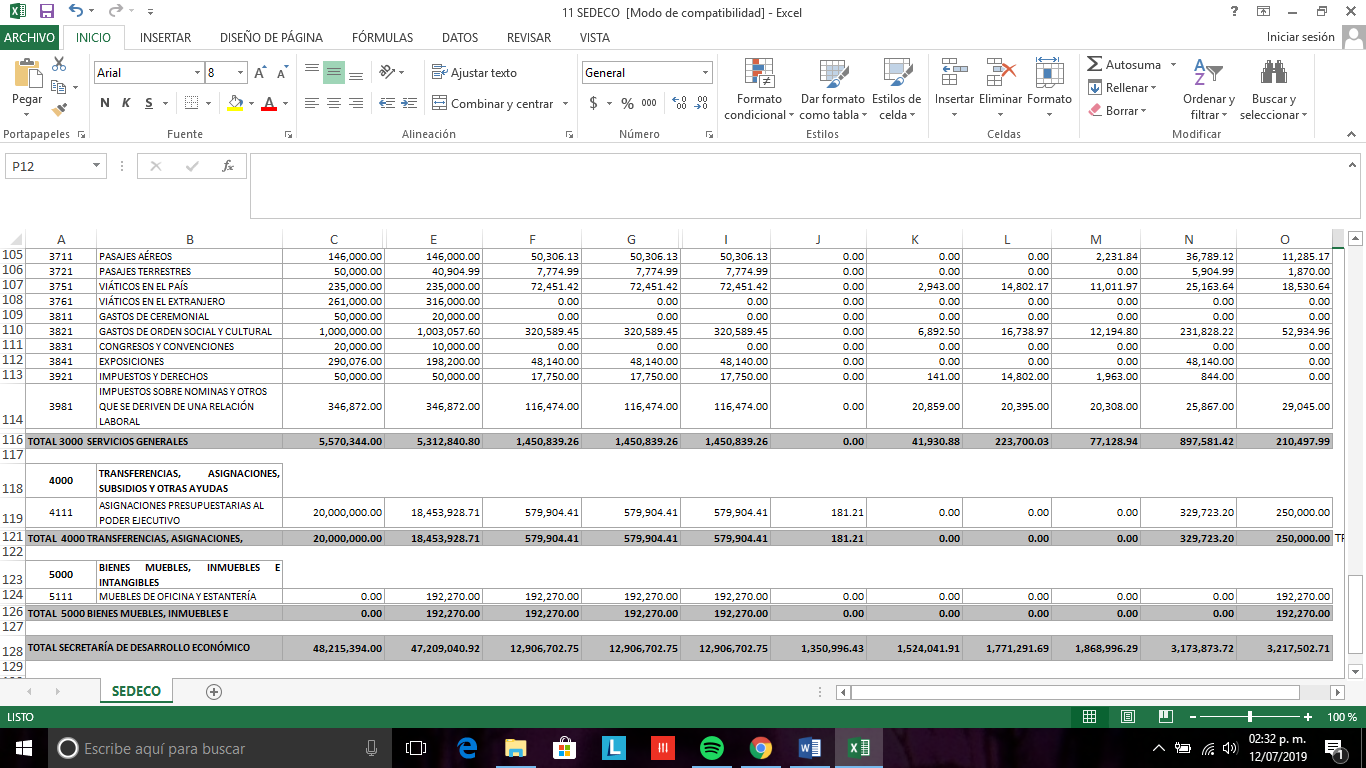 11 SEDECO [Modo de compatibilidad] - Excel
ARCHIVO INICIO INSERTAR DISEÑO DE PÁGINA FÓRMULAS DATOS REVISAR VISTA Iniciar sesión
Arial 8 Ajustar texto General Autosuma
Pegar Formato Dar formato Estilos de Insertar Eliminar Formato Rellenar Ordenar y Buscar y
N K S Combinar y centrar $ % 000 condicional como tabla celda Borrar filtrar seleccionar
Portapapeles Fuente Alineación Número Estilos Celdas Modificar
P12 fx
A B C E F G I J K L M N O
105 3711 PASAJES AÉREOS 146,000.00 146,000.00 50,306.13 50,306.13 50,306.13 0.00 0.00 0.00 2,231.84 36,789.12 11,285.17
106 3721 PASAJES TERRESTRES 50,000.00 40,904.99 7,774.99 7,774.99 7,774.99 0.00 0.00 0.00 0.00 5,904.99 1,870.00
107 3751 VIÁTICOS EN EL PAÍS 235,000.00 235,000.00 72,451.42 72,451.42 72,451.42 0.00 2,943.00 14,802.17 11,011.97 25,163.64 18,530.64
108 3761 VIÁTICOS EN EL EXTRANJERO 261,000.00 316,000.00 0.00 0.00 0.00 0.00 0.00 0.00 0.00 0.00 0.00
109 3811 GASTOS DE CEREMONIAL 50,000.00 20,000.00 0.00 0.00 0.00 0.00 0.00 0.00 0.00 0.00 0.00
110 3821 GASTOS DE ORDEN SOCIAL Y CULTURAL 1,000,000.00 1,003,057.60 320,589.45 320,589.45 320,589.45 0.00 6,892.50 16,738.97 12,194.80 231,828.22 52,934.96
111 3831 CONGRESOS Y CONVENCIONES 20,000.00 10,000.00 0.00 0.00 0.00 0.00 0.00 0.00 0.00 0.00 0.00
112 3841 EXPOSICIONES 290,076.00 198,200.00 48,140.00 48,140.00 48,140.00 0.00 0.00 0.00 0.00 48,140.00 0.00
113 3921 IMPUESTOS Y DERECHOS 50,000.00 50,000.00 17,750.00 17,750.00 17,750.00 0.00 141.00 14,802.00 1,963.00 844.00 0.00
IMPUESTOS SOBRE NOMINAS Y OTROS
3981 QUE SE DERIVEN DE UNA RELACIÓN 346,872.00 346,872.00 116,474.00 116,474.00 116,474.00 0.00 20,859.00 20,395.00 20,308.00 25,867.00 29,045.00
114 LABORAL
116 TOTAL 3000 SERVICIOS GENERALES 5,570,344.00 5,312,840.80 1,450,839.26 1,450,839.26 1,450,839.26 0.00 41,930.88 223,700.03 77,128.94 897,581.42 210,497.99
117
4000 TRANSFERENCIAS, ASIGNACIONES,
118 SUBSIDIOS Y OTRAS AYUDAS
4111 ASIGNACIONES PRESUPUESTARIAS AL 20,000,000.00 18,453,928.71 579,904.41 579,904.41 579,904.41 181.21 0.00 0.00 0.00 329,723.20 250,000.00
119 PODER EJECUTIVO
121 TOTAL 4000 TRANSFERENCIAS, ASIGNACIONES, 20,000,000.00 18,453,928.71 579,904.41 579,904.41 579,904.41 181.21 0.00 0.00 0.00 329,723.20 250,000.00
122
5000 BIENES MUEBLES, INMUEBLES E
123 INTANGIBLES
124 5111 MUEBLES DE OFICINA Y ESTANTERÍA 0.00 192,270.00 192,270.00 192,270.00 192,270.00 0.00 0.00 0.00 0.00 0.00 192,270.00
126 TOTAL 5000 BIENES MUEBLES, INMUEBLES E 0.00 192,270.00 192,270.00 192,270.00 192,270.00 0.00 0.00 0.00 0.00 0.00 192,270.00
127
128 TOTAL SECRETARÍA DE DESARROLLO ECONÓMICO 48,215,394.00 47,209,040.92 12,906,702.75 12,906,702.75 12,906,702.75 1,350,996.43 1,524,041.91 1,771,291.69 1,868,996.29 3,173,873.72 3,217,502.71
129
SEDECO
LISTO 100 %
Escribe aquí para buscar 02:32 p. m.
12/07/2019